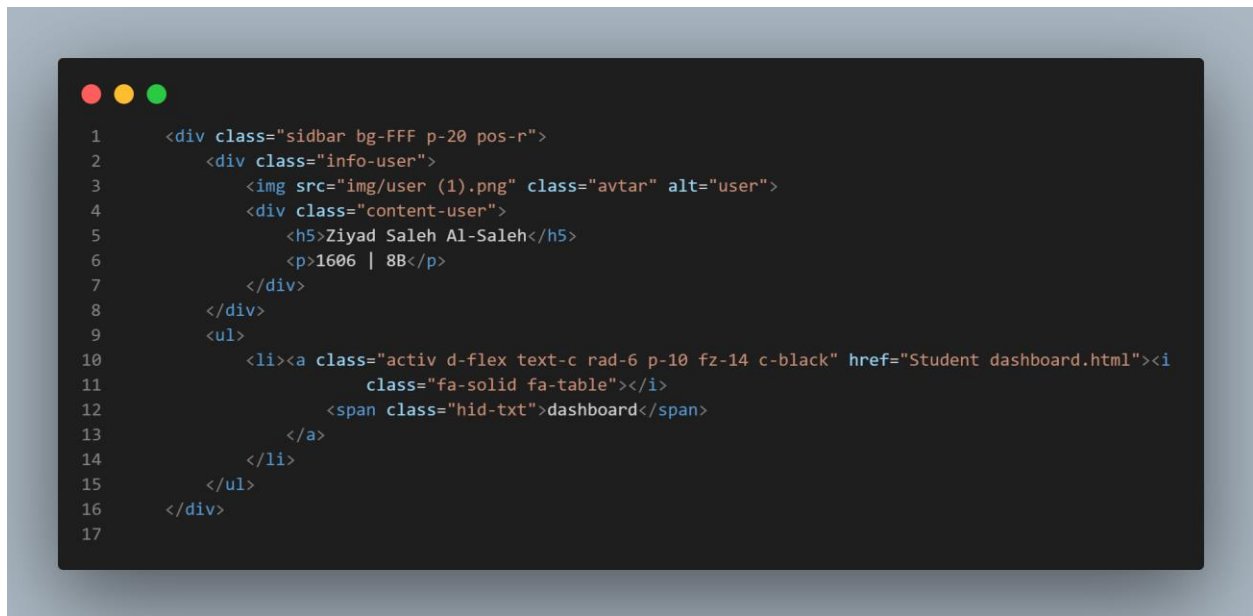 1 <div class="sidbar bg-FFF p-20 pos-r">
2 <div class="info-user">
3 <img src="img/user (1).png" class="avtar" alt="user">
4 <div class="content-user">
5 <h5>Ziyad Saleh Al-Saleh</h5>
6 <p>1606 | 8B</p>
7 </div>
8 </div>
9 <ul>
10 <li><a class="activ d-flex text-c rad-6 p-10 fz-14 c-black" href="Student dashboard.html"><i
11 class="fa-solid fa-table"></i>
12 <span class="hid-txt">dashboard</span>
13 </a>
14 </li>
15 </ul>
16 </div>
17